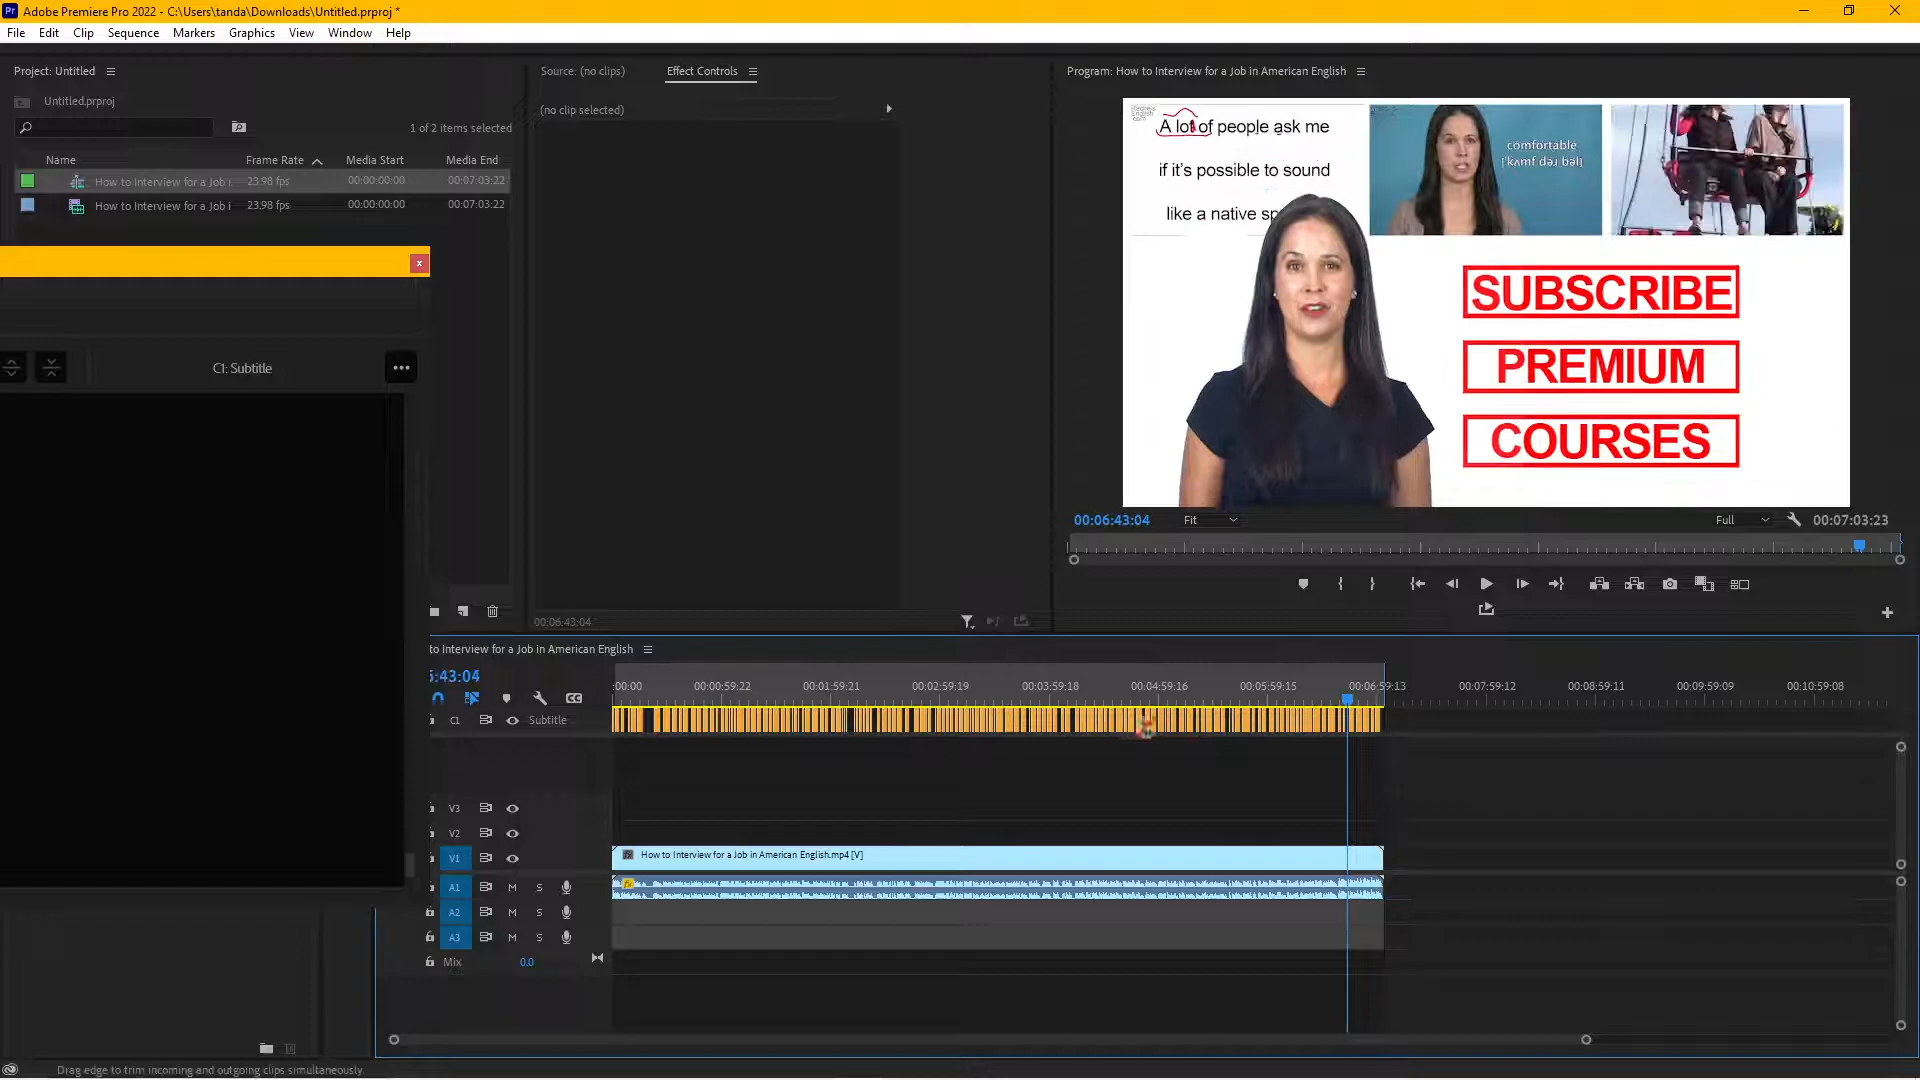 Pr Adobe Premiere Pro 2022 - C:\Users\tanda\Downloads\Untitled.prproj *
File Edit Clip Sequence Markers Graphics View Window Help
Project: Untitled
Untitled.prproj
1 of 2 items selected
Name Frame Rate Media Start Media End
How to Interview for a Job i 23.98 fps 00:00:00:00 00:07:03:22
How to Interview for a Job i 23.98 fps 00:00:00:00 00:07:03:22
C1: Subtitle
Source: (no clips) Effect Controls
(no clip selected)
00:06:43:04
Program: How to Interview for a Job in American English
Rachel's
English
.com
A lot of people ask me
if it's possible to sound
like a native sp
comfortable
['kʌmf dəɹ bəl]
SUBSCRIBE
PREMIUM
COURSES
00:06:43:04 Fit Full 00:07:03:23
to Interview for a Job in American English
5:43:04
:00:00 00:00:59:22 00:01:59:21 00:02:59:19 00:03:59:18 00:04:59:16 00:05:59:15 00:06:59:13 00:07:59:12 00:08:59:11 00:09:59:09 00:10:59:08
CC
C1 Subtitle
V3
V2
V1 fx How to Interview for a Job in American English.mp4 [V]
A1 M S fx
A2 M S
A3 M S
Mix 0.0
Drag edge to trim incoming and outgoing clips simultaneously.